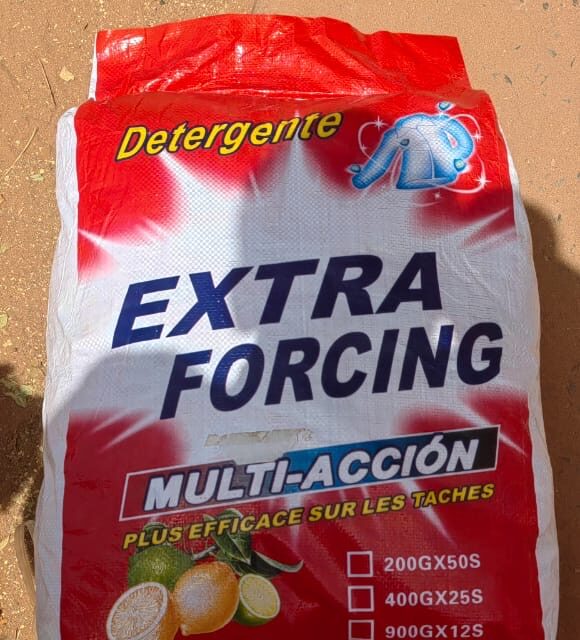 Detergente
EXTRA
FORCING
MULTI-ACCIÓN
PLUS EFFICACE SUR LES TACHES
200GX50S
400GX25S
900GX12S